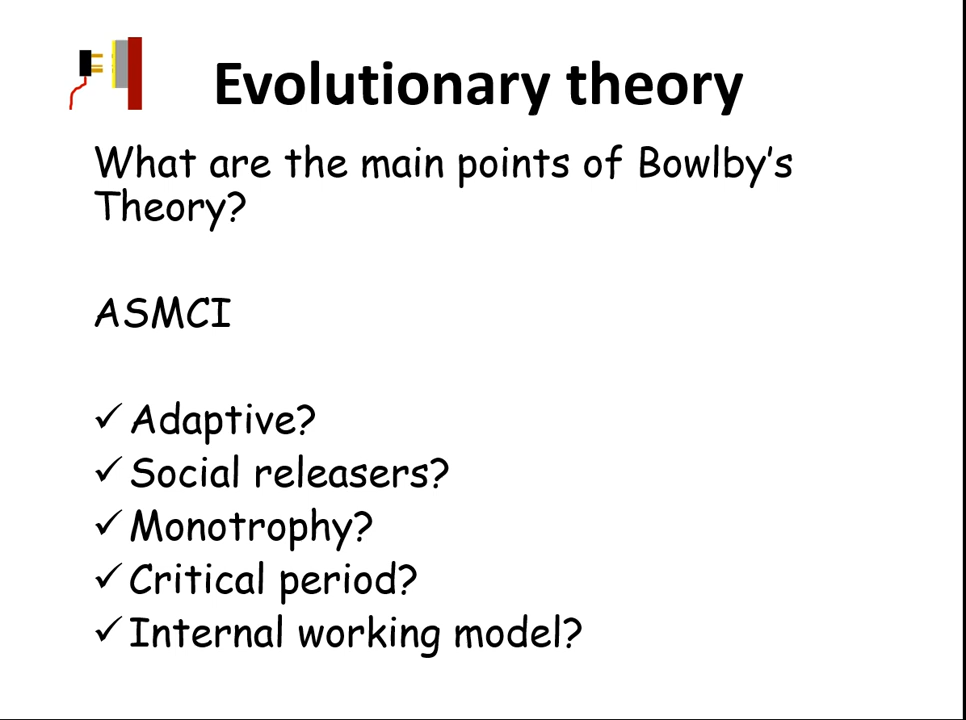 Evolutionary theory
What are the main points of Bowlby's
Theory?
ASMCI
✓ Adaptive?
✓ Social releasers?
✓ Monotrophy?
✓ Critical period?
✓ Internal working model?